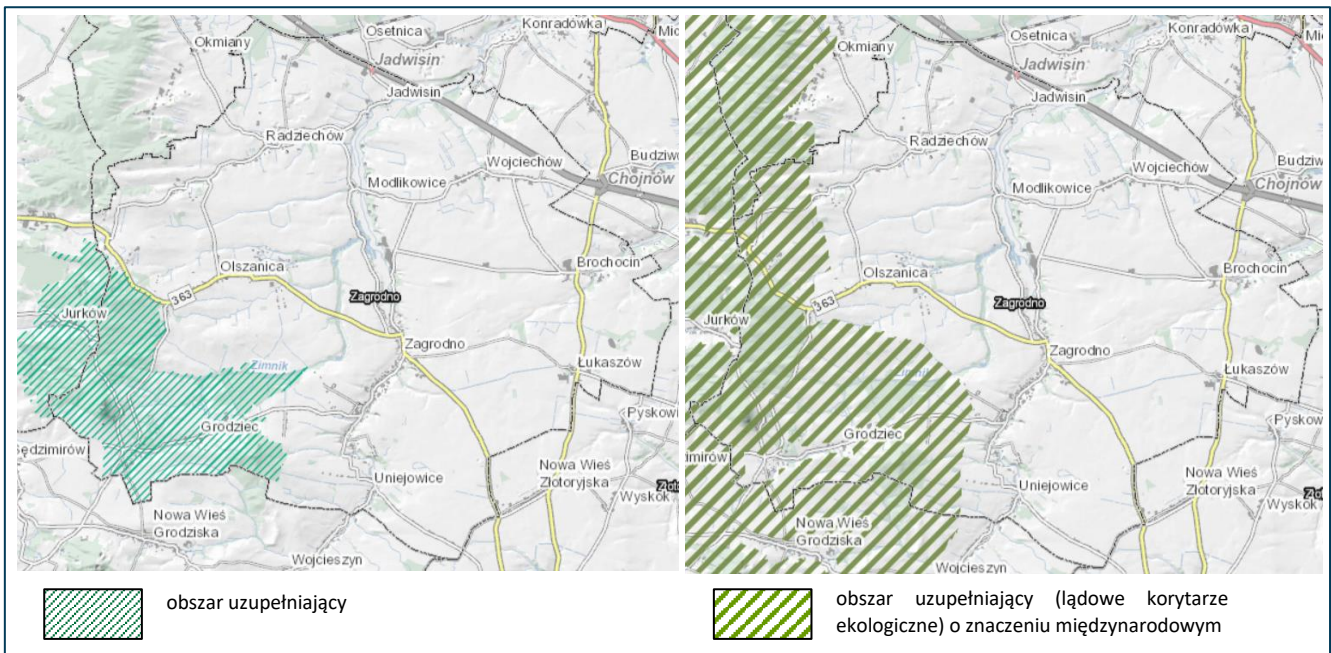 Osetnica
Konradówka
Okmiany
Jadwisin
Jadwisin
Radziechów
Wojciechów
Budziw
Modlikowice
Chojnów
Olszanica
Brochocin
Zagrodno
363
Jurków
Zagrodno
Zimnik
Łukaszów
Grodziec
Pyskowi
Sędzimirów
Uniejowice
Nowa Wieś
Złotoryjska
Wyskok
Złot
Nowa Wieś
Grodziska
Wojcieszyn
obszar uzupełniający
Osetnica
Konradówka
Okmiany
Jadwisin
Jadwisin
Radziechów
Wojciechów
Budziw
Modlikowice
Chojnów
Olszanica
Brochocin
Zagrodno
363
Jurków
Zagrodno
Zimnik
Łukaszów
Grodziec
Pyskow
zimirów
Uniejowice
Nowa Wieś
Złotoryjska
Wyskok
Nowa Wieś
Grodziska
Wojcieszyn
obszar uzupełniający (lądowe korytarze
ekologiczne) o znaczeniu międzynarodowym